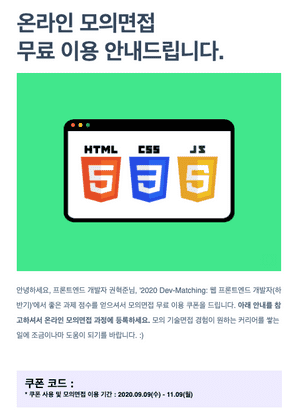 온라인 모의면접
무료 이용 안내드립니다.
HTML
CSS
JS
안녕하세요, 프론트엔드 개발자 권혁준님, '2020 Dev-Matching: 웹 프론트엔드 개발자(하
반기)'에서 좋은 과제 점수를 얻으셔서 모의면접 무료 이용 쿠폰을 드립니다. 아래 안내를 참
고하셔서 온라인 모의면접 과정에 등록하세요. 모의 기술면접 경험이 원하는 커리어를 쌓는
일에 조금이나마 도움이 되기를 바랍니다. :)
쿠폰 코드 :
* 쿠폰 사용 및 모의면접 이용 기간 : 2020.09.09(수) - 11.09(월)